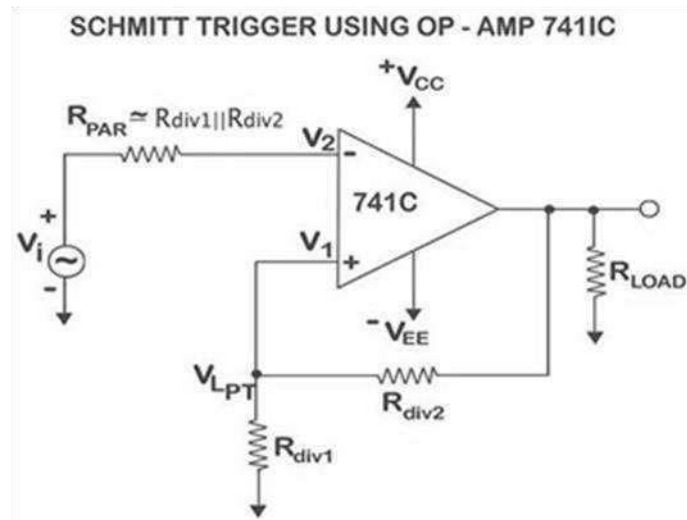 SCHMITT TRIGGER USING OP - AMP 741IC
+VCC
RPAR ≃ Rdiv1||Rdiv2
V2
-
741C
+
Vi
-
V1
+
RLOAD
- VEE
VLPT
Rdiv2
Rdiv1